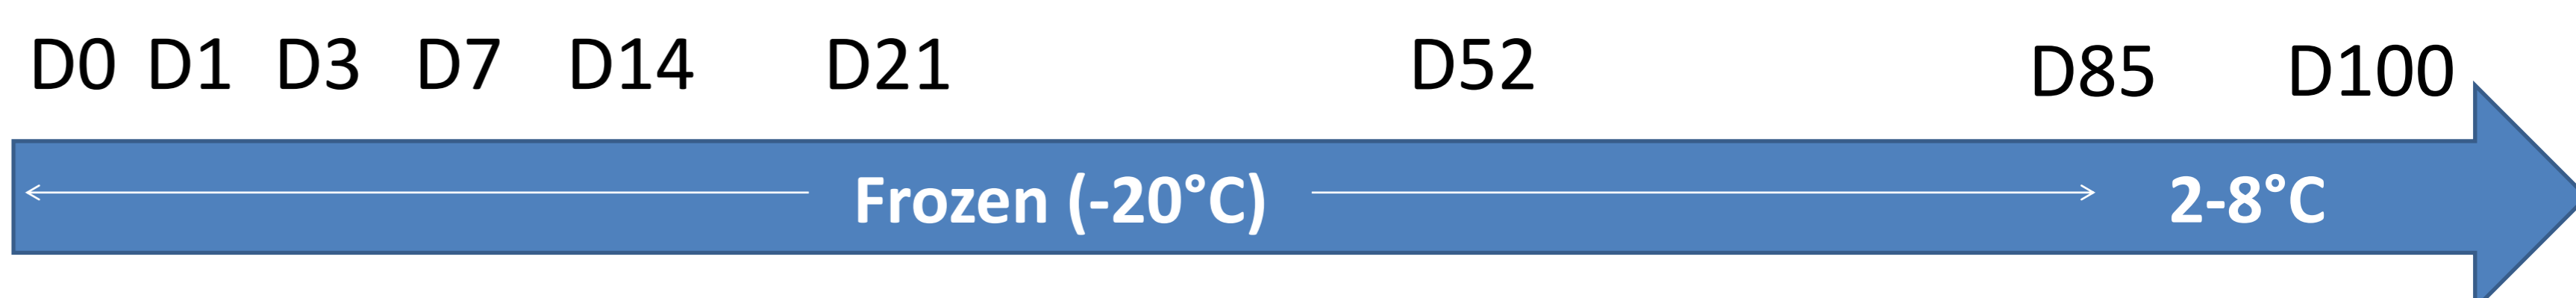 D0 D1 D3 D7 D14 D21 D52 D85 D100
Frozen (-20°C) 2-8°C